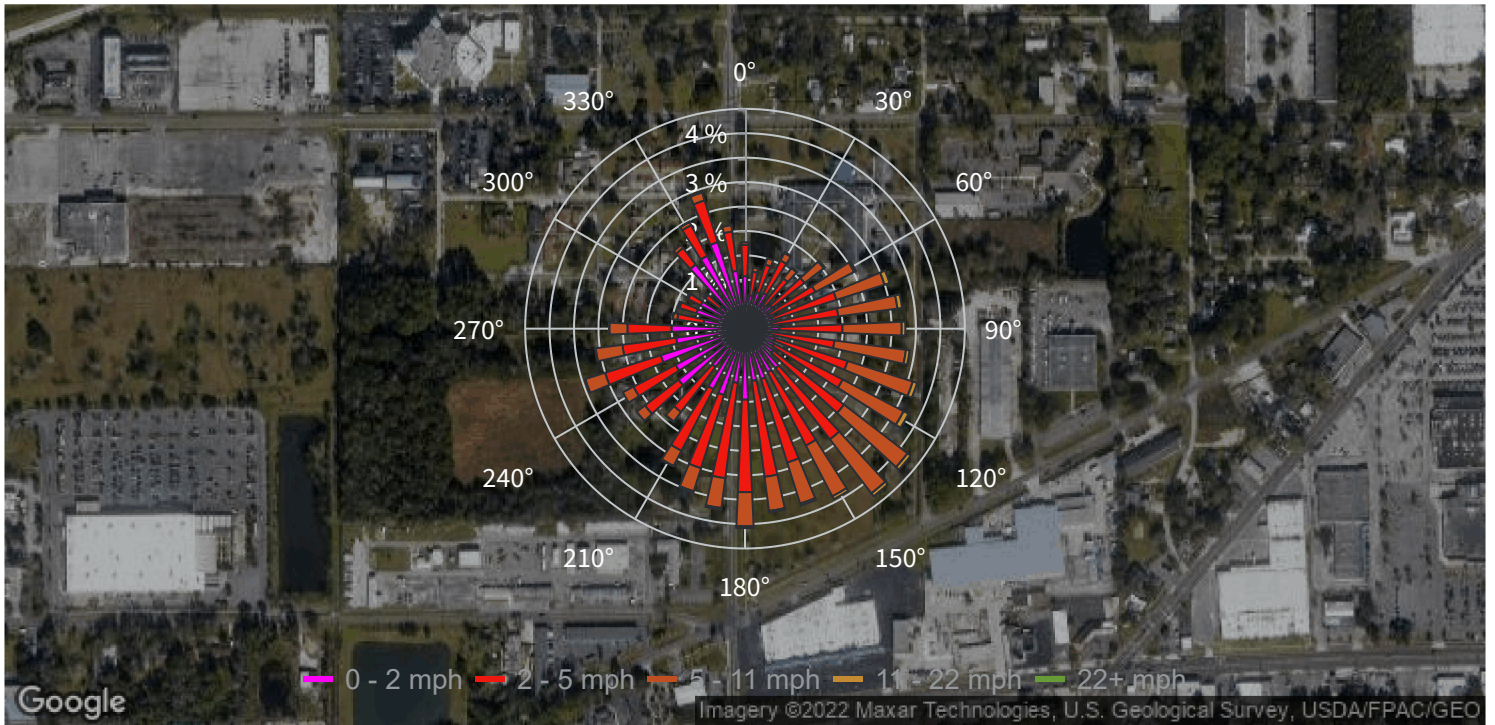 0°
330°
30°
4 %
300°
3 %
60°
1
270°
90°
240°
120°
210°
150°
180°
0 - 2 mph
2 - 5 mph
5 - 11 mph
11 - 22 mph
22+ mph
Google
Imagery ©2022 Maxar Technologies, U.S. Geological Survey, USDA/FPAC/GEO